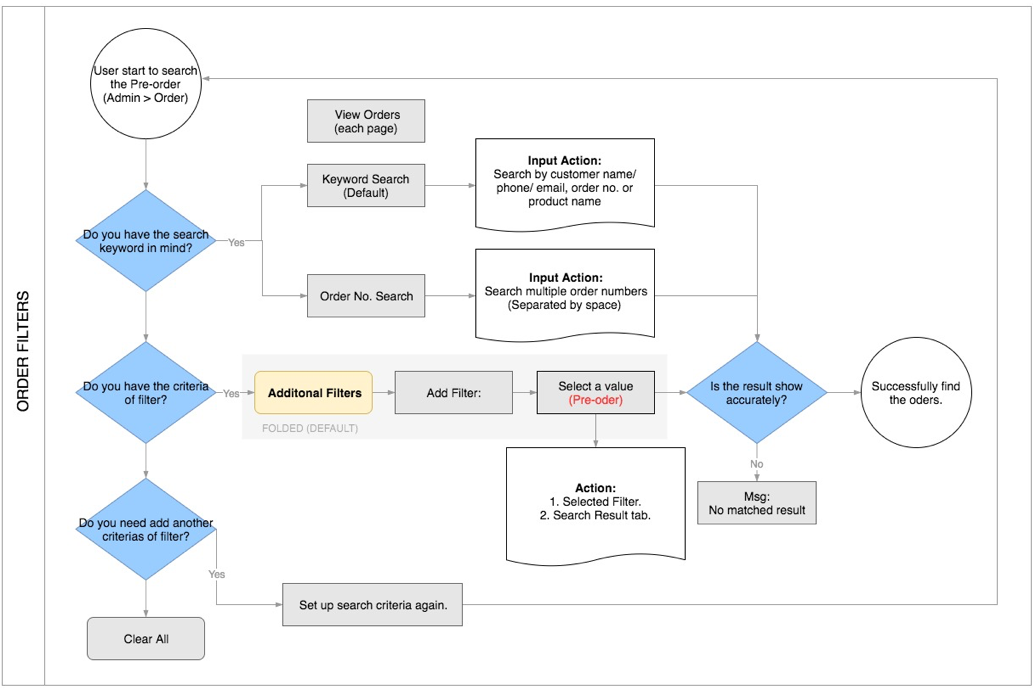 ORDER FILTERS
User start to search
the Pre-order
(Admin > Order)
View Orders
(each page)
Keyword Search
(Default)
Input Action:
Search by customer name/
phone/ email, order no. or
product name
Do you have the search
keyword in mind?
Yes
Order No. Search
Input Action:
Search multiple order numbers
(Separated by space)
Do you have the criteria
of filter?
Yes
Additonal Filters
Add Filter:
Select a value
(Pre-oder)
FOLDED (DEFAULT)
Is the result show
accurately?
Successfully find
the oders.
No
Msg:
No matched result
Action:
1. Selected Filter.
2. Search Result tab.
Do you need add another
criterias of filter?
Yes
Set up search criteria again.
Clear All